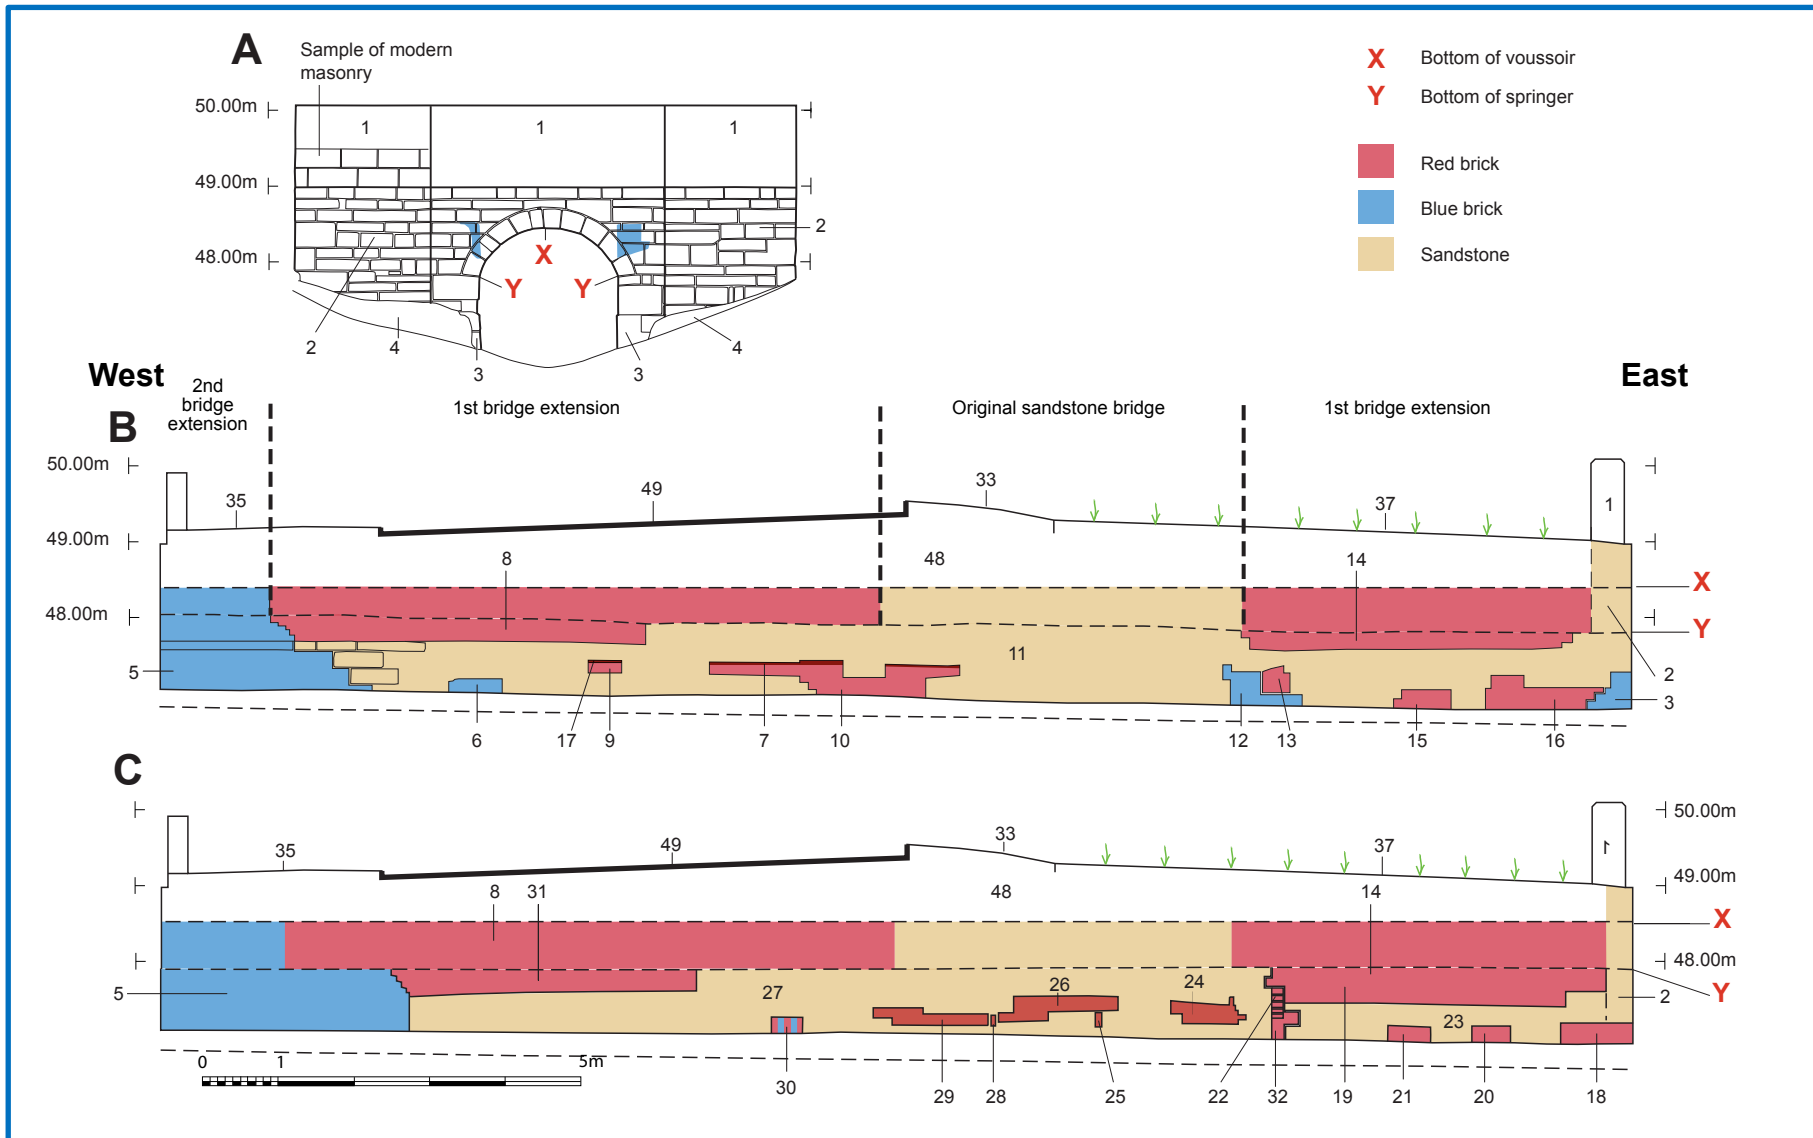 A
Sample of modern
masonry
50.00m
49.00m
48.00m
1
1
1
2
X
Y
Y
2
4
3
3
4
X Bottom of voussoir
Y Bottom of springer
Red brick
Blue brick
Sandstone
West
East
B
2nd
bridge
extension
1st bridge extension
Original sandstone bridge
1st bridge extension
50.00m
49.00m
48.00m
35
49
33
37
1
8
48
14
X
Y
5
11
2
3
6
17
9
7
10
12
13
15
16
C
50.00m
49.00m
48.00m
35
49
33
37
1
8
31
48
14
X
Y
5
27
26
24
2
23
0
1
5m
30
29
28
25
22
32
19
21
20
18